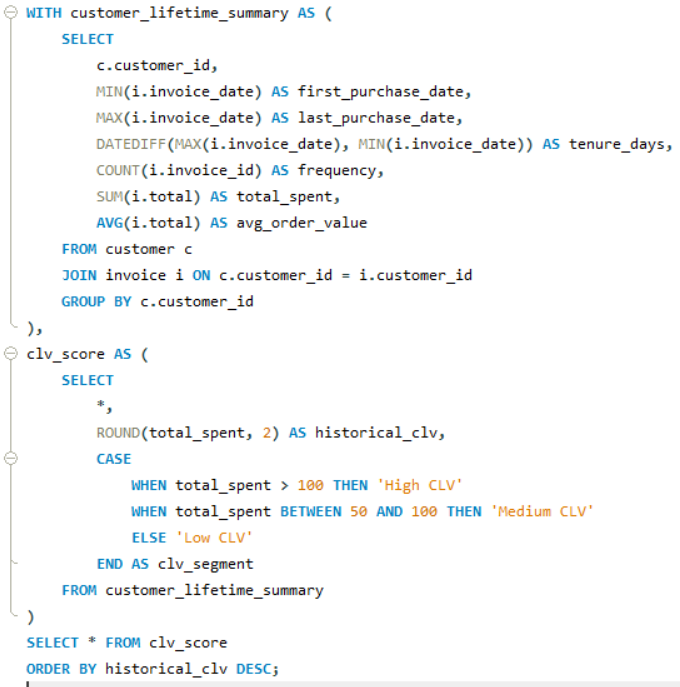 WITH customer_lifetime_summary AS (
    SELECT
        c.customer_id,
        MIN(i.invoice_date) AS first_purchase_date,
        MAX(i.invoice_date) AS last_purchase_date,
        DATEDIFF(MAX(i.invoice_date), MIN(i.invoice_date)) AS tenure_days,
        COUNT(i.invoice_id) AS frequency,
        SUM(i.total) AS total_spent,
        AVG(i.total) AS avg_order_value
    FROM customer c
    JOIN invoice i ON c.customer_id = i.customer_id
    GROUP BY c.customer_id
),
clv_score AS (
    SELECT
        *,
        ROUND(total_spent, 2) AS historical_clv,
        CASE
            WHEN total_spent > 100 THEN 'High CLV'
            WHEN total_spent BETWEEN 50 AND 100 THEN 'Medium CLV'
            ELSE 'Low CLV'
        END AS clv_segment
    FROM customer_lifetime_summary
)
SELECT * FROM clv_score
ORDER BY historical_clv DESC;